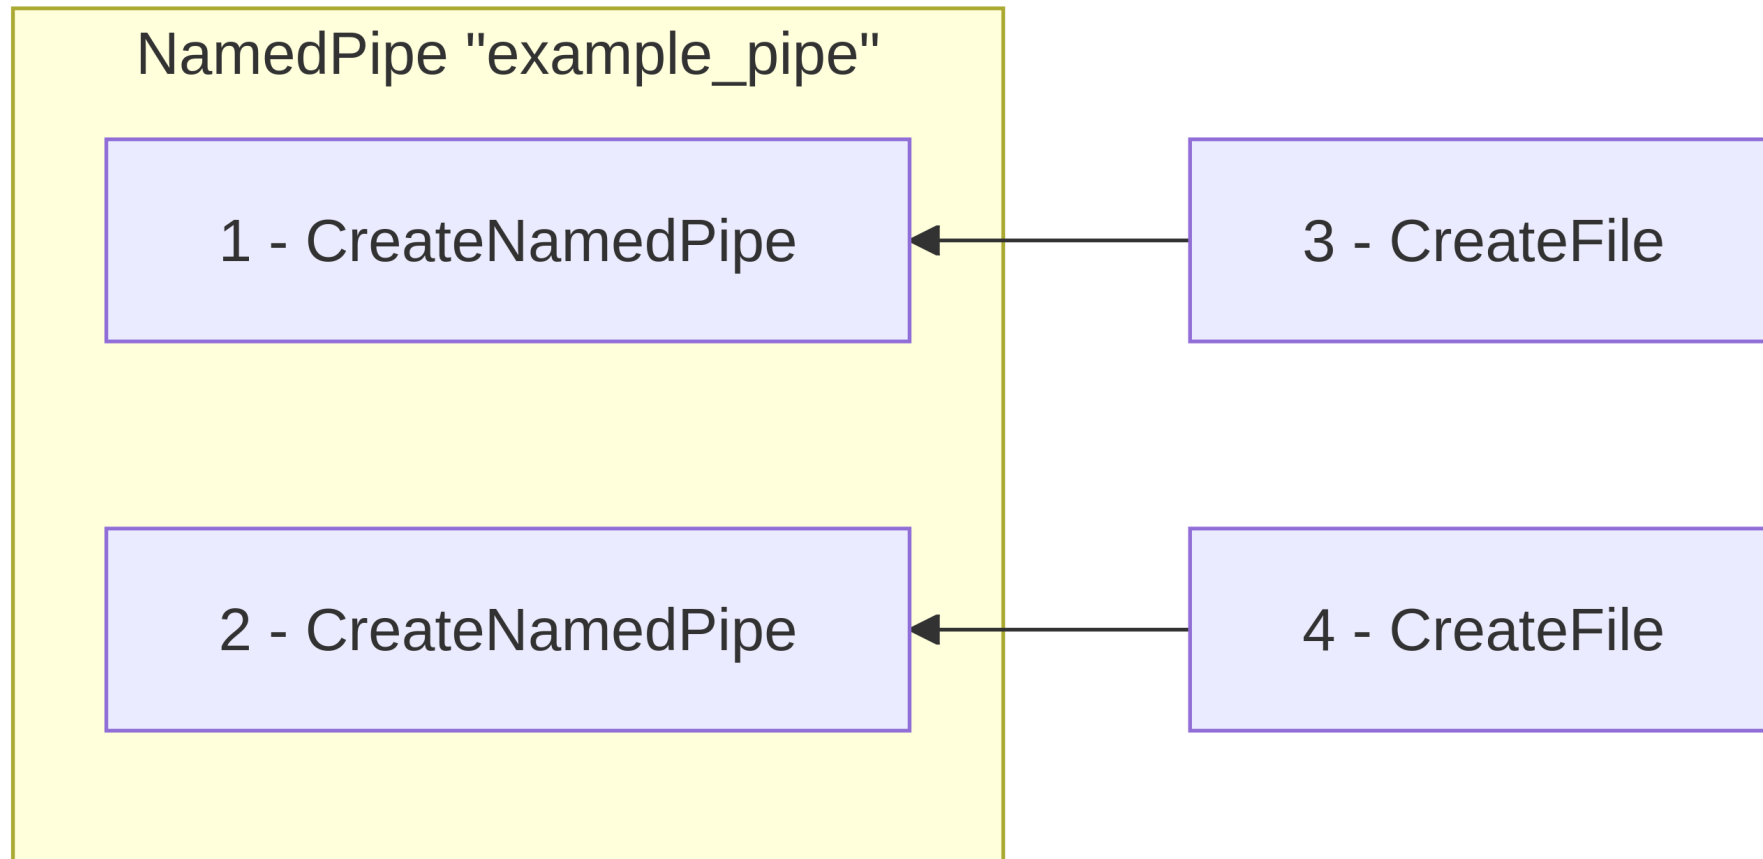 NamedPipe "example_pipe"
1 - CreateNamedPipe
3 - CreateFile
2 - CreateNamedPipe
4 - CreateFile